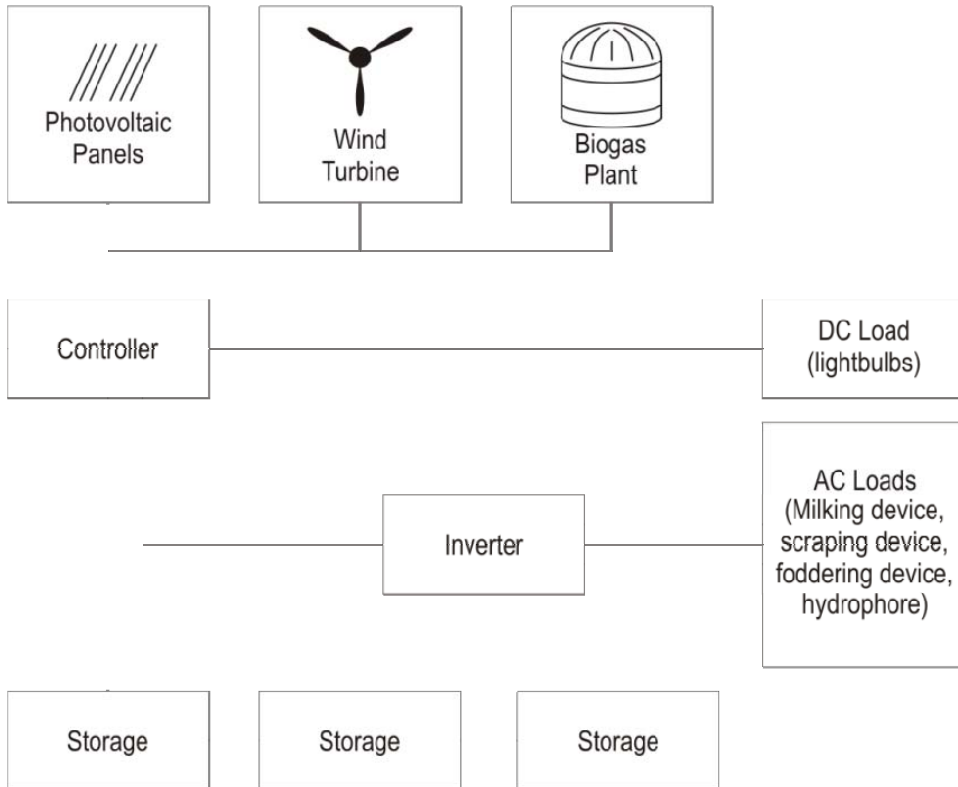 Photovoltaic
Panels
Wind
Turbine
Biogas
Plant
Controller
DC Load
(lightbulbs)
Inverter
AC Loads
(Milking device,
scraping device,
foddering device,
hydrophore)
Storage
Storage
Storage